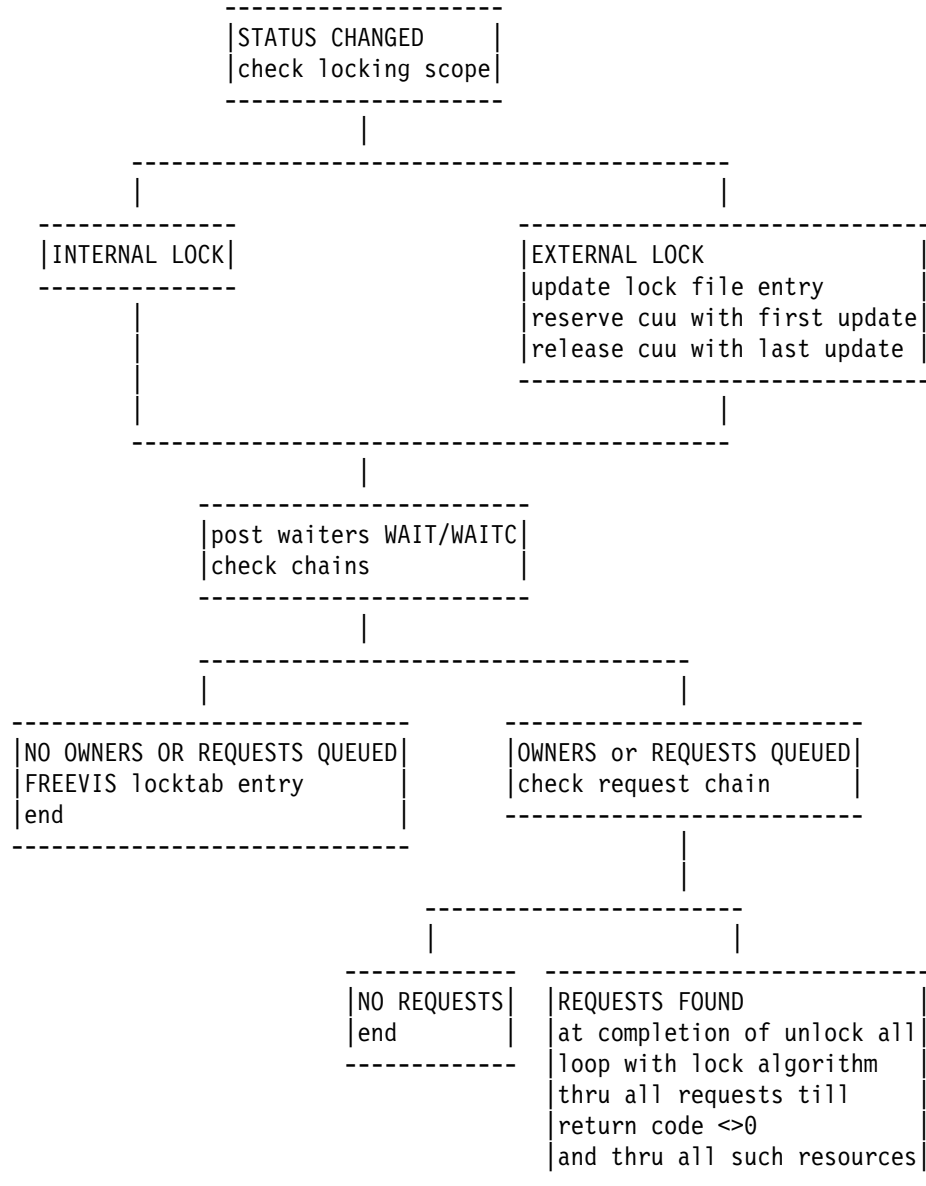 STATUS CHANGED
check locking scope
INTERNAL LOCK
EXTERNAL LOCK
update lock file entry
reserve cuu with first update
release cuu with last update
post waiters WAIT/WAITC
check chains
NO OWNERS OR REQUESTS QUEUED
FREEVIS locktab entry
end
OWNERS or REQUESTS QUEUED
check request chain
NO REQUESTS
end
REQUESTS FOUND
at completion of unlock all
loop with lock algorithm
thru all requests till
return code <>0
and thru all such resources